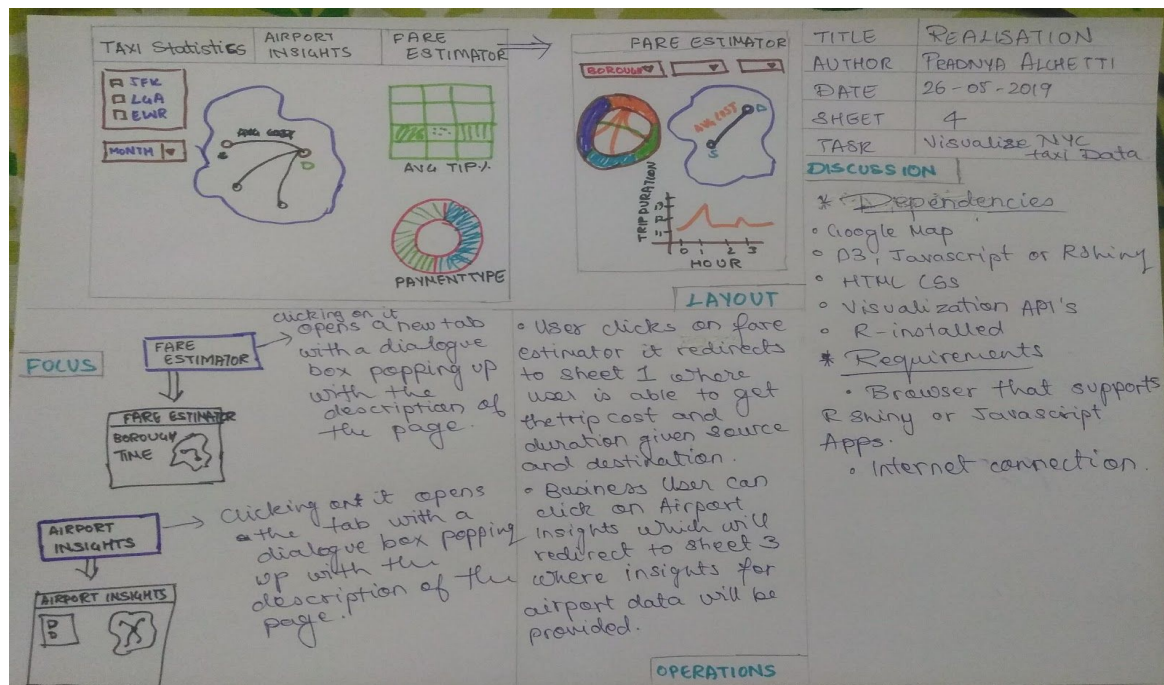 TAXI Statistics
AIRPORT
INSIGHTS
FARE
ESTIMATOR
JFK
LGA
EWR
MONTH
AVG COST
D
AVG TIP.%
PAYMENT TYPE
FARE ESTIMATOR
BOROUGH
AVG COST
D
S
TRIP DURATION
13
12
11
0 1 2 3
HOUR
LAYOUT
TITLE REALISATION
AUTHOR PRADNYA ALCHETTI
DATE 26-05-2019
SHEET 4
TASK Visualize NYC
taxi Data
FOCUS
FARE
ESTIMATOR
clicking on it
opens a new tab
with a dialogue
box popping up
with the
description of
the page.
FARE ESTIMATOR
BOROUGH
TIME
AIRPORT
INSIGHTS
Clicking on it opens
the tab with a
dialogue box popping
up with the
description of the
page.
AIRPORT INSIGHTS
• User clicks on fare
estimator it redirects
to sheet 1 where
user is able to get
the trip cost and
duration given source
and destination.
• Business User can
click on Airport
insights which will
redirect to sheet 3
where insights for
airport data will be
provided.
OPERATIONS
DISCUSSION
* Dependencies
• Google Map
• D3, Javascript or RShiny
• HTML CSS
• Visualization API's
• R-installed
* Requirements
• Browser that supports
R shiny or Javascript
Apps.
• Internet connection.